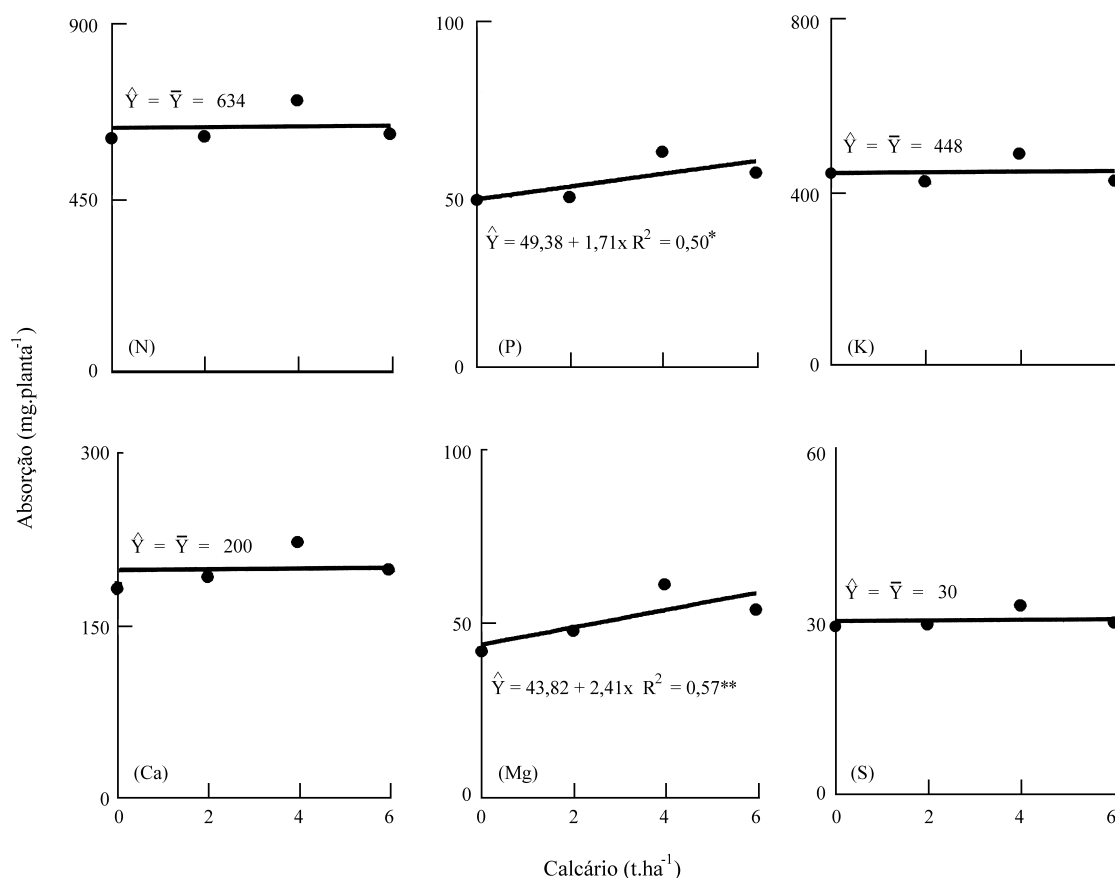 Absorção (mg.planta⁻¹)
900
Ŷ = Ȳ = 634
450
(N)
0
100
50
Ŷ = 49,38 + 1,71x R² = 0,50*
(P)
0
800
Ŷ = Ȳ = 448
400
(K)
0
300
Ŷ = Ȳ = 200
150
(Ca)
0
0 2 4 6
100
50
Ŷ = 43,82 + 2,41x R² = 0,57**
(Mg)
0
0 2 4 6
60
Ŷ = Ȳ = 30
30
(S)
0
0 2 4 6
Calcário (t.ha⁻¹)